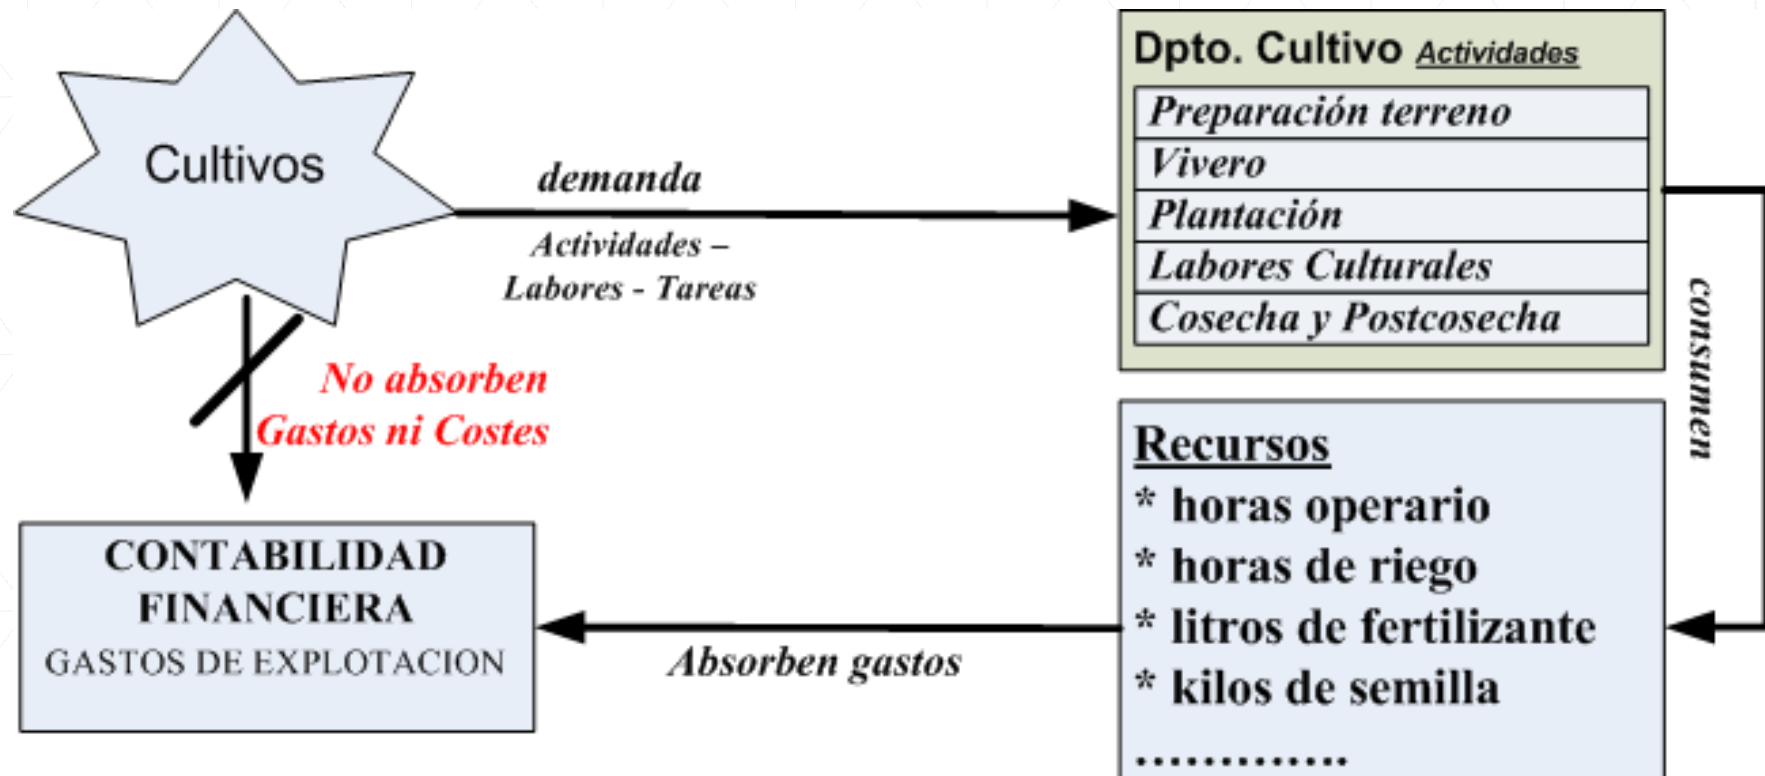 Cultivos
demanda
Actividades –
Labores - Tareas
Dpto. Cultivo Actividades
Preparación terreno
Vivero
Plantación
Labores Culturales
Cosecha y Postcosecha
consumen
No absorben
Gastos ni Costes
Recursos
* horas operario
* horas de riego
* litros de fertilizante
* kilos de semilla
.............
Absorben gastos
CONTABILIDAD
FINANCIERA
GASTOS DE EXPLOTACION